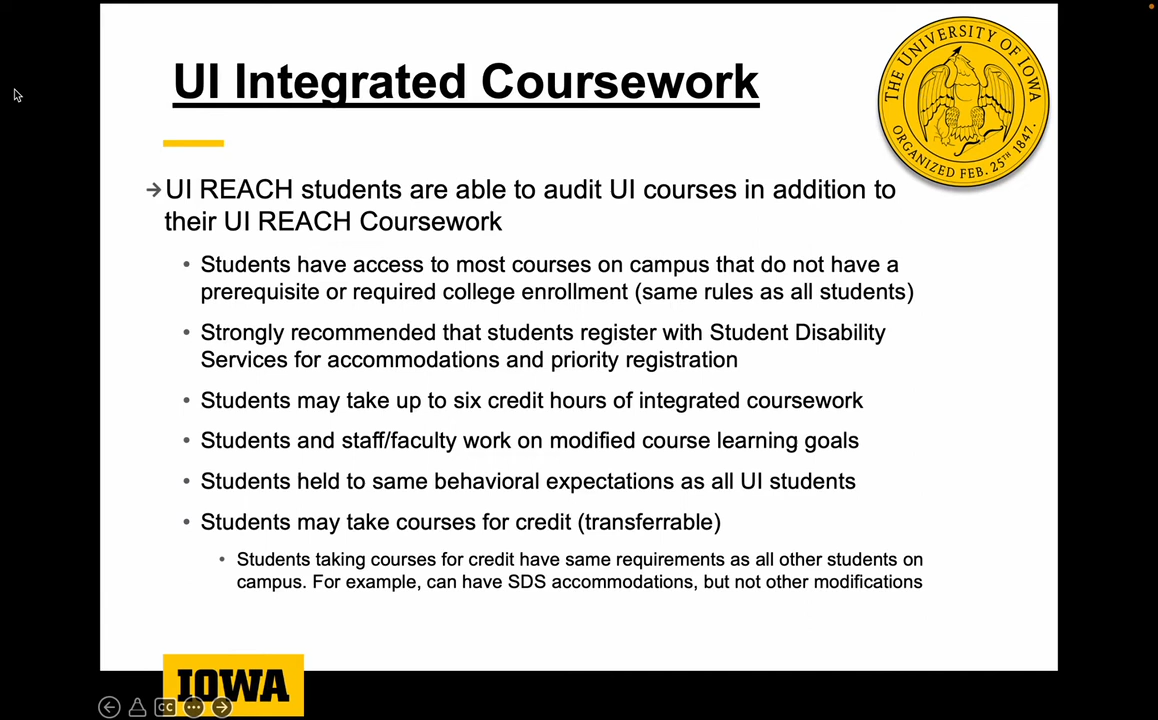 UI Integrated Coursework
THE UNIVERSITY OF IOWA
ORGANIZED FEB. 25TH 1847.
→UI REACH students are able to audit UI courses in addition to
their UI REACH Coursework
• Students have access to most courses on campus that do not have a
prerequisite or required college enrollment (same rules as all students)
• Strongly recommended that students register with Student Disability
Services for accommodations and priority registration
• Students may take up to six credit hours of integrated coursework
• Students and staff/faculty work on modified course learning goals
• Students held to same behavioral expectations as all UI students
• Students may take courses for credit (transferrable)
• Students taking courses for credit have same requirements as all other students on
campus. For example, can have SDS accommodations, but not other modifications
IOWA
CC